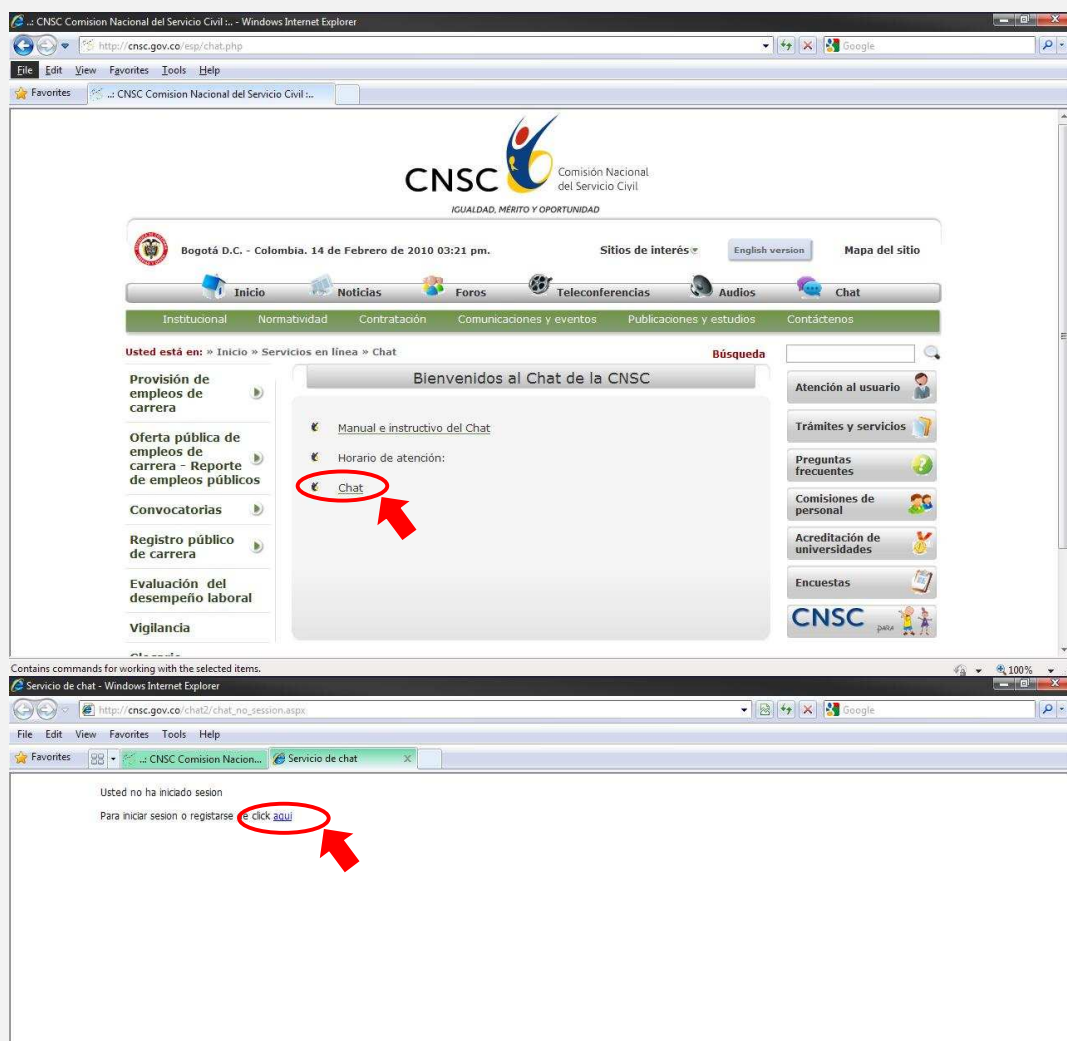 ..: CNSC Comision Nacional del Servicio Civil :.. - Windows Internet Explorer
http://cnsc.gov.co/esp/chat.php
Google
File Edit View Favorites Tools Help
Favorites ..: CNSC Comision Nacional del Servicio Civil :..
CNSC
Comisión Nacional
del Servicio Civil
IGUALDAD, MÉRITO Y OPORTUNIDAD
Bogotá D.C. - Colombia. 14 de Febrero de 2010 03:21 pm.
Sitios de interés
English version
Mapa del sitio
Inicio Noticias Foros Teleconferencias Audios Chat
Institucional Normatividad Contratación Comunicaciones y eventos Publicaciones y estudios Contáctenos
Usted está en: » Inicio » Servicios en línea » Chat
Búsqueda
Provisión de
empleos de
carrera
Oferta pública de
empleos de
carrera - Reporte
de empleos públicos
Convocatorias
Registro público
de carrera
Evaluación del
desempeño laboral
Vigilancia
Bienvenidos al Chat de la CNSC
Manual e instructivo del Chat
Horario de atención:
Chat
Atención al usuario
Trámites y servicios
Preguntas
frecuentes
Comisiones de
personal
Acreditación de
universidades
Encuestas
CNSC para
Contains commands for working with the selected items.
100%
Servicio de chat - Windows Internet Explorer
http://cnsc.gov.co/chat2/chat_no_session.aspx
Google
File Edit View Favorites Tools Help
Favorites ..: CNSC Comision Nacion... Servicio de chat X
Usted no ha iniciado sesion
Para iniciar sesion o registarse de click aqui